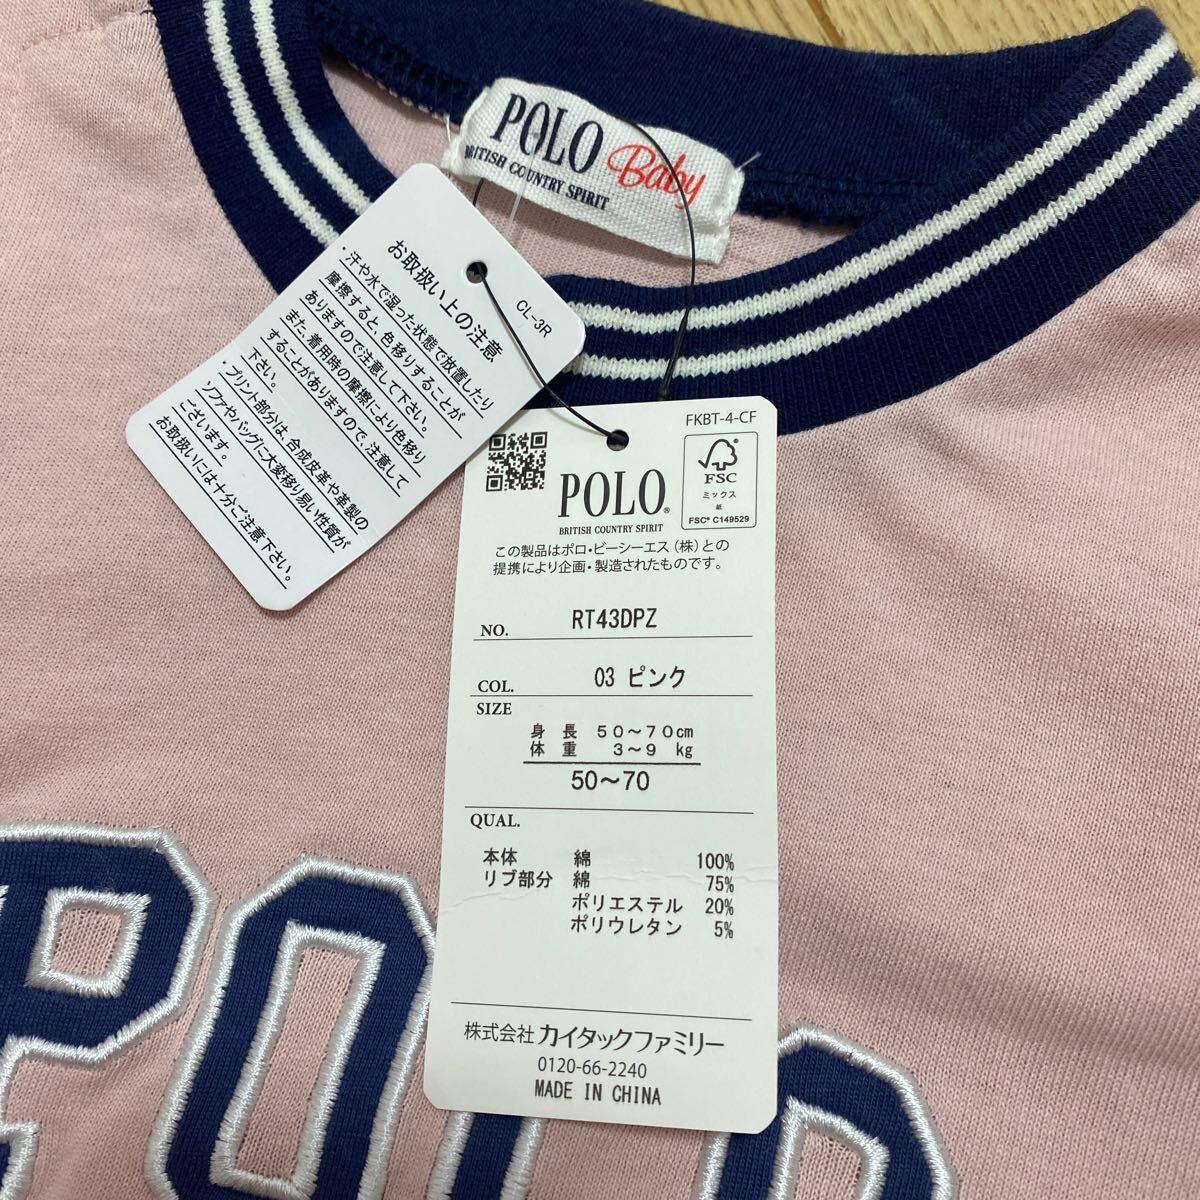 POLO Baby
BRITISH COUNTRY SPIRIT
CL-3R
お取扱い上の注意
・汗や水で湿った状態で放置したり
摩擦すると、色移りすることが
ありますので注意して下さい。
また、着用時の摩擦により色移り
することがありますので、注意して
下さい。
・プリント部分は、合成皮革や革製の
ソファやバッグに大変移り易い性質が
ございます。
お取扱いには十分ご注意下さい。
FKBT-4-CF
FSC
ミックス
紙
FSC® C149529
POLO®
BRITISH COUNTRY SPIRIT
この製品はポロ・ビーシーエス(株)との
提携により企画・製造されたものです。
NO. RT43DPZ
COL. 03 ピンク
SIZE
身長 50～70cm
体重 3～9 kg
50～70
QUAL.
本体 綿 100%
リブ部分 綿 75%
ポリエステル 20%
ポリウレタン 5%
株式会社 カイタックファミリー
0120-66-2240
MADE IN CHINA
POLO